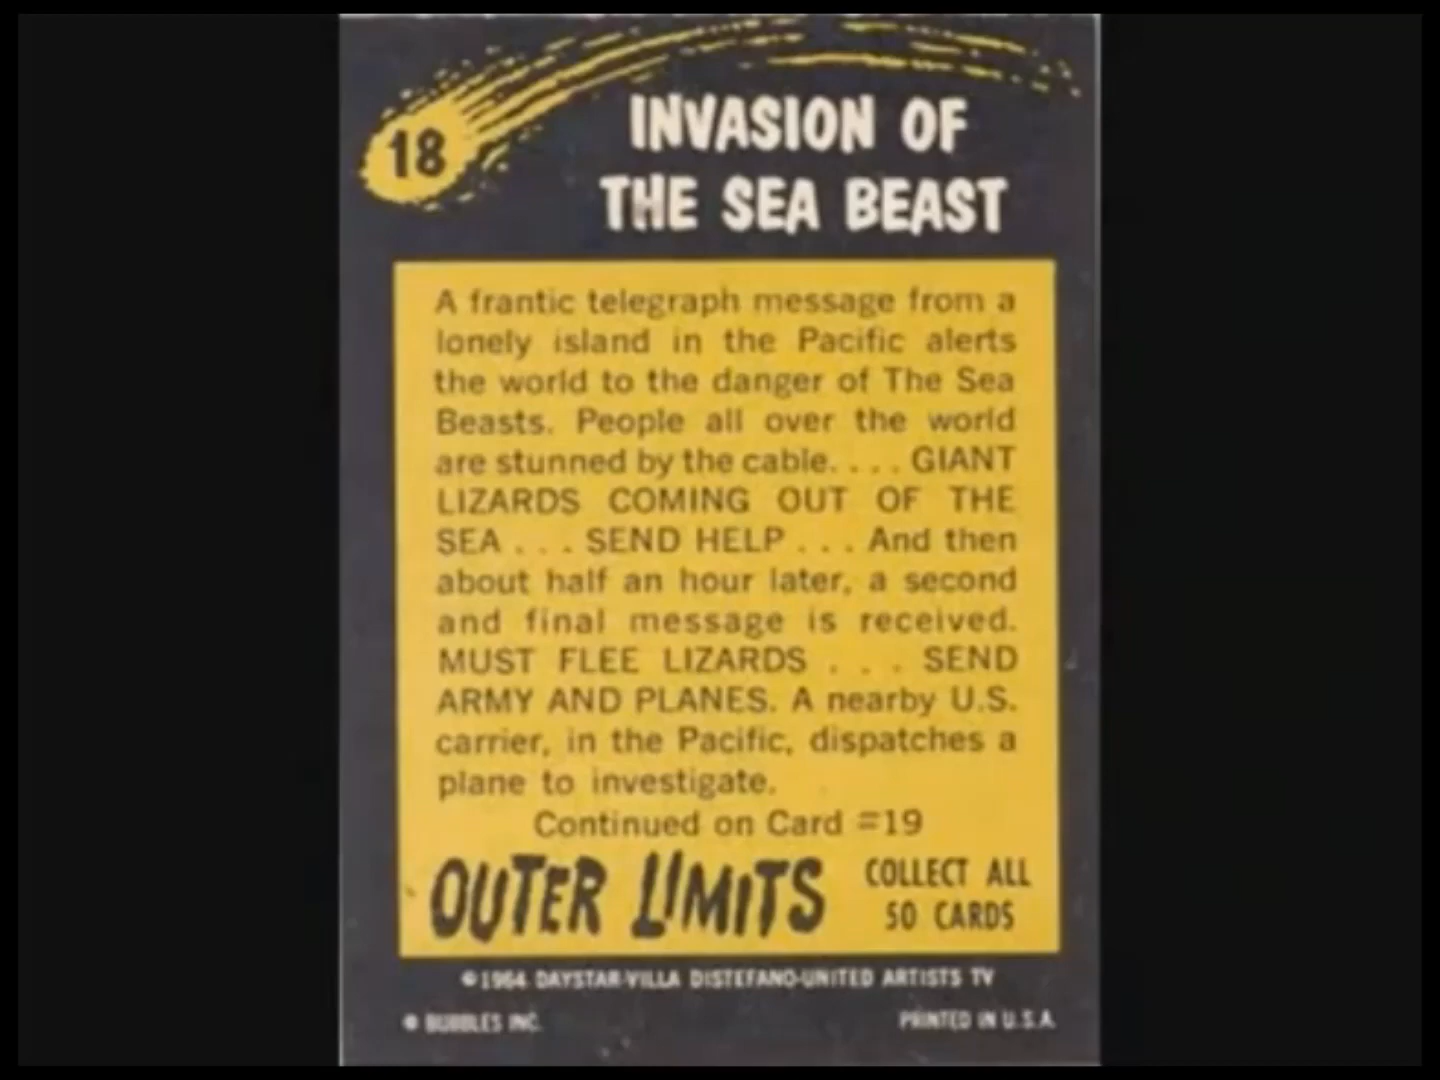 18
INVASION OF
THE SEA BEAST
A frantic telegraph message from a
lonely island in the Pacific alerts
the world to the danger of The Sea
Beasts. People all over the world
are stunned by the cable. . . . GIANT
LIZARDS COMING OUT OF THE
SEA . . . SEND HELP . . . And then
about half an hour later, a second
and final message is received.
MUST FLEE LIZARDS . . . SEND
ARMY AND PLANES. A nearby U.S.
carrier, in the Pacific, dispatches a
plane to investigate.
Continued on Card =19
OUTER LIMITS
COLLECT ALL
50 CARDS
©1964 DAYSTAR-VILLA DISTEFANO-UNITED ARTISTS TV
© BUBBLES INC.
PRINTED IN U.S.A.